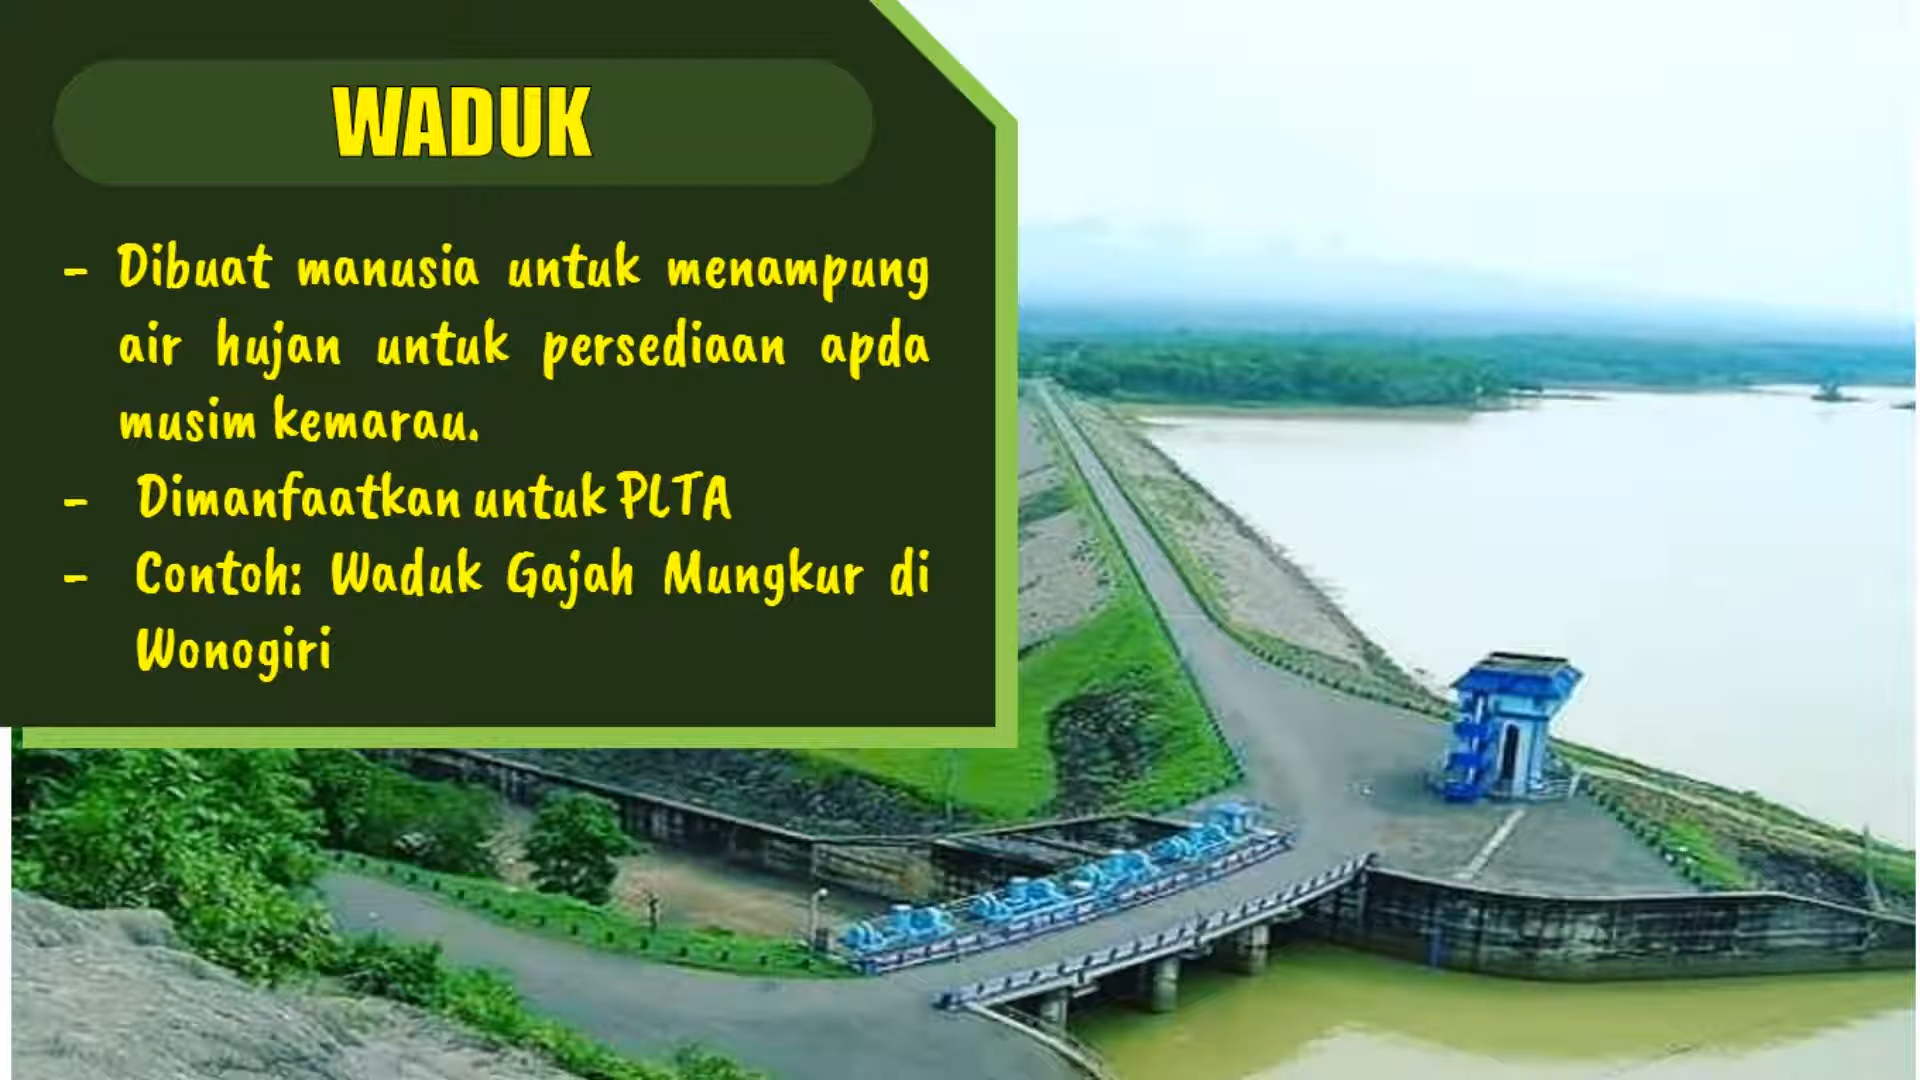 WADUK
- Dibuat manusia untuk menampung
air hujan untuk persediaan apda
musim kemarau.
- Dimanfaatkan untuk PLTA
- Contoh: Waduk Gajah Mungkur di
Wonogiri